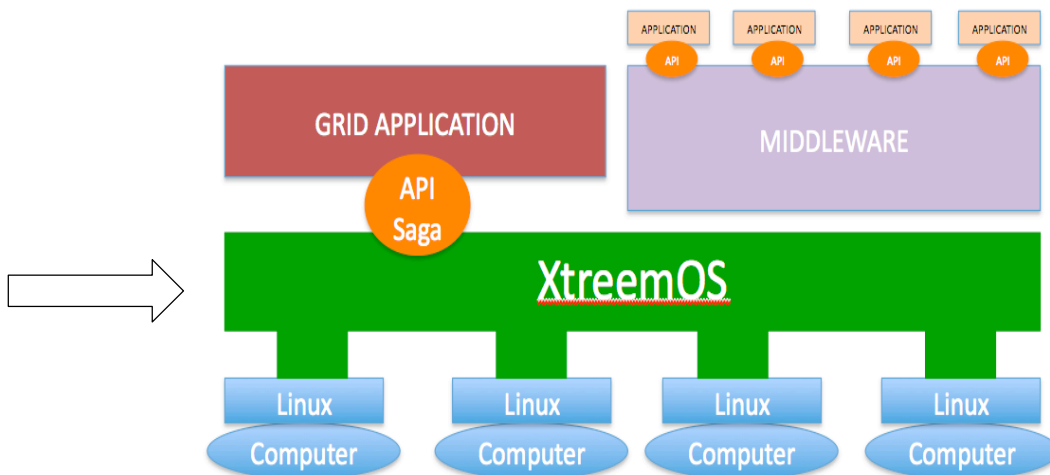 APPLICATION APPLICATION APPLICATION APPLICATION
API API API API
GRID APPLICATION
MIDDLEWARE
API
Saga
XtreemOS
Linux Linux Linux Linux
Computer Computer Computer Computer